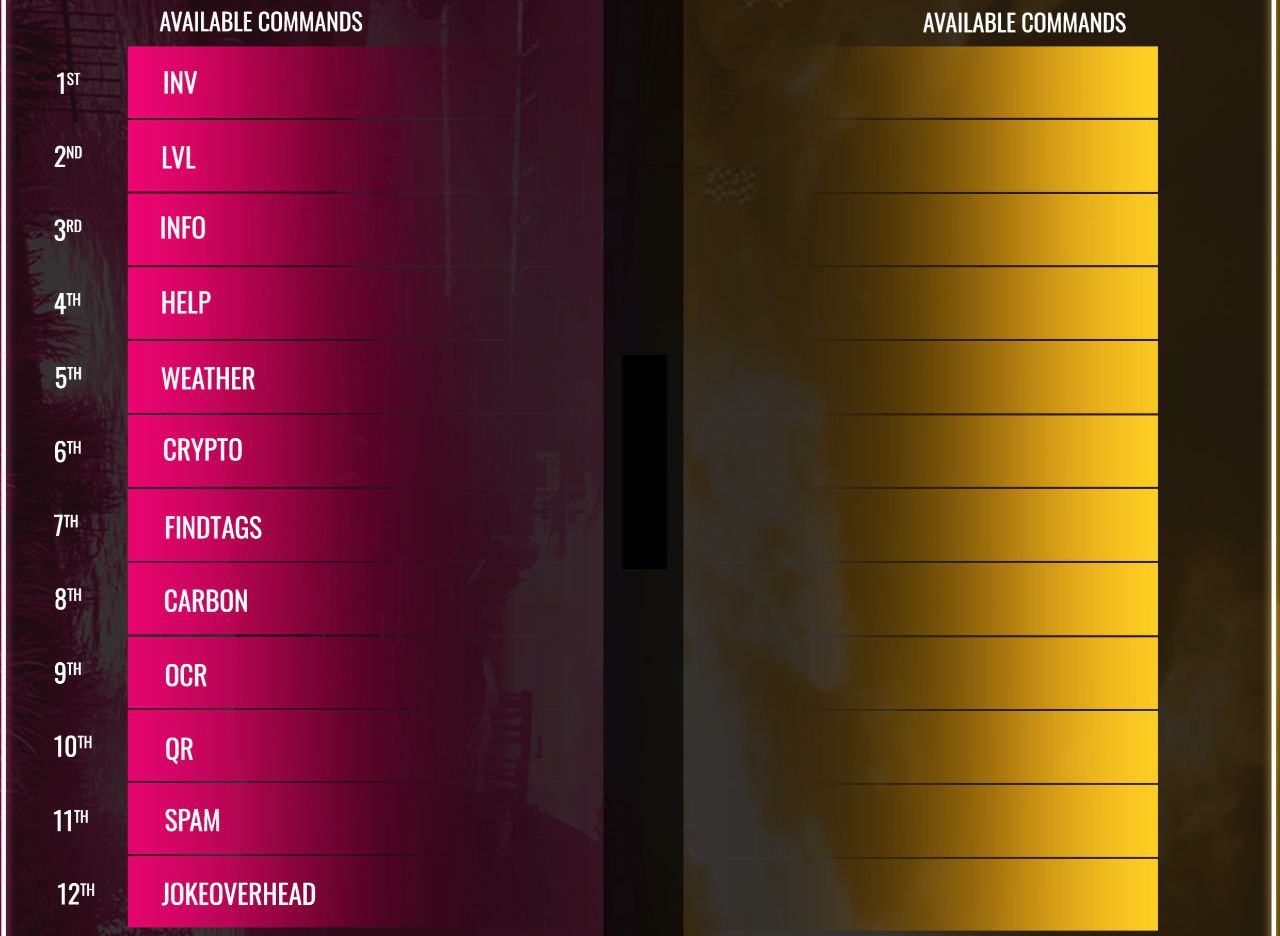 AVAILABLE COMMANDS
AVAILABLE COMMANDS
1ST INV
2ND LVL
3RD INFO
4TH HELP
5TH WEATHER
6TH CRYPTO
7TH FINDTAGS
8TH CARBON
9TH OCR
10TH QR
11TH SPAM
12TH JOKEOVERHEAD